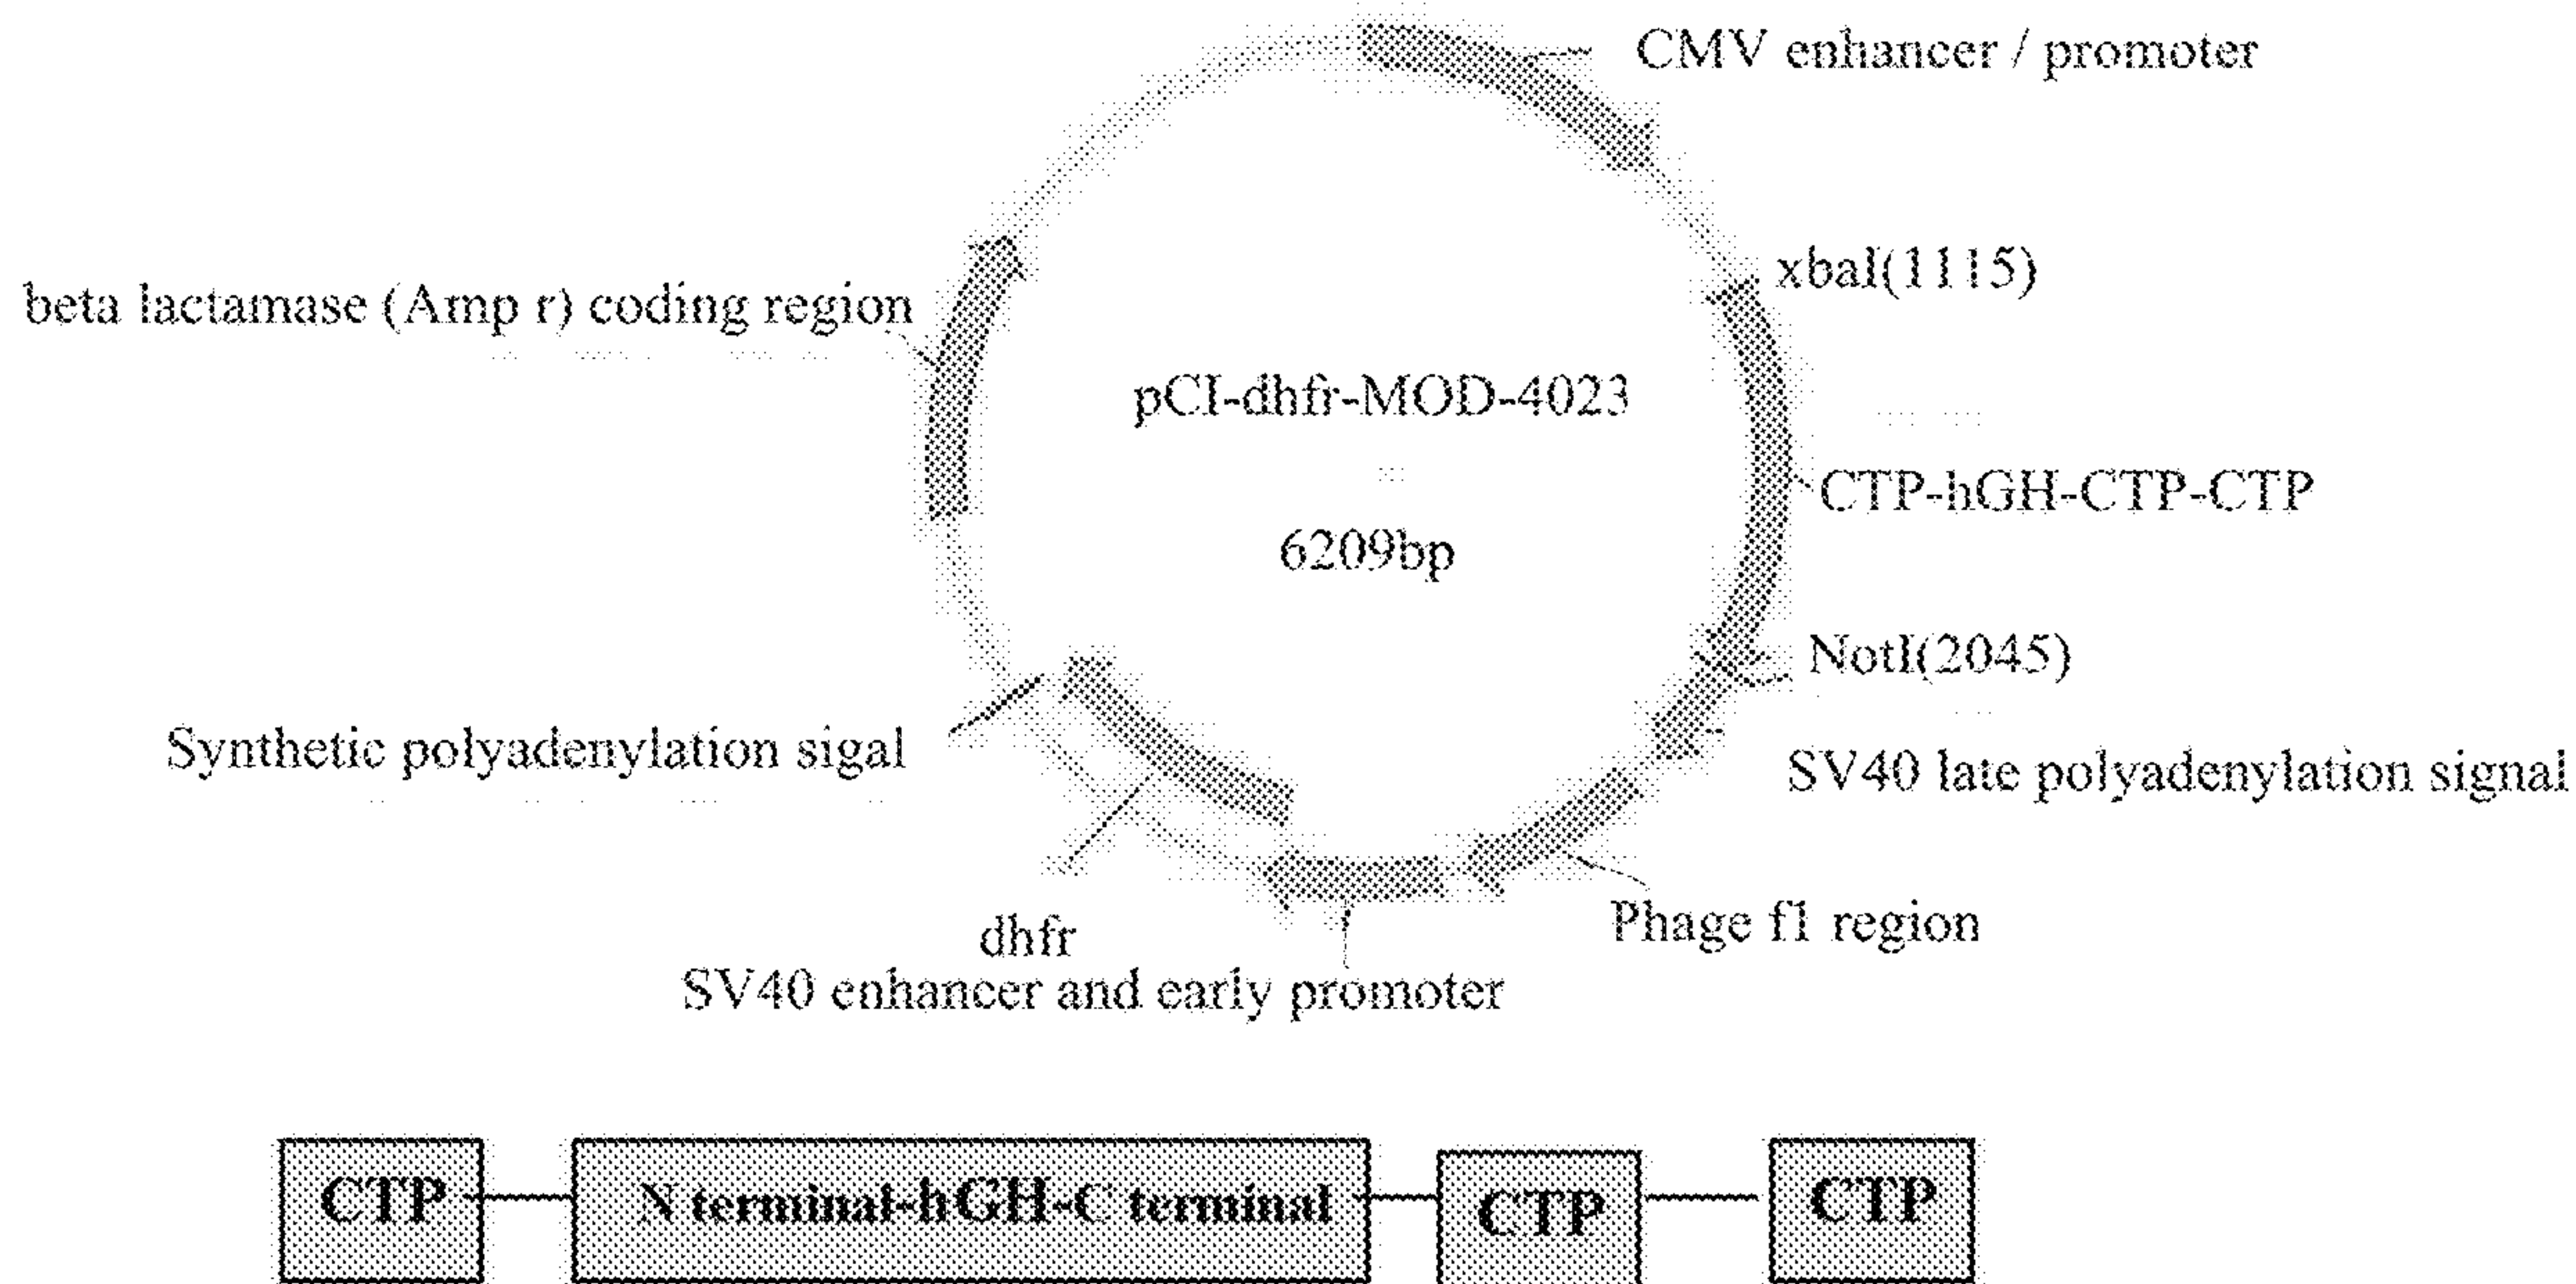 CMV enhancer / promoter
xbaI(1115)
beta lactamase (Amp r) coding region
pCI-dhfr-MOD-4023
CTP-hGH-CTP-CTP
6209bp
NotI(2045)
Synthetic polyadenylation sigal
SV40 late polyadenylation signal
Phage f1 region
dhfr
SV40 enhancer and early promoter
CTP N terminal-hGH-C terminal CTP CTP